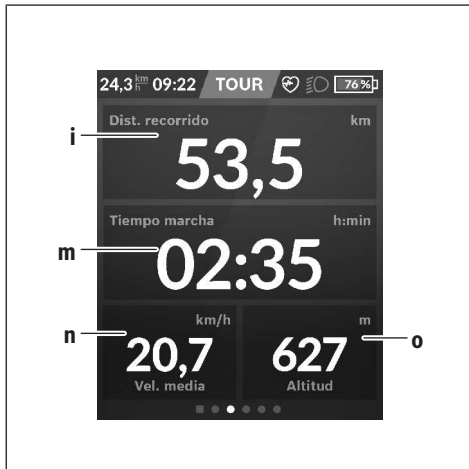 24,3 km/h 09:22 TOUR 76 %
Dist. recorrido km
i
53,5
Tiempo marcha h:min
m
02:35
km/h m
n
o
20,7 627
Vel. media Altitud